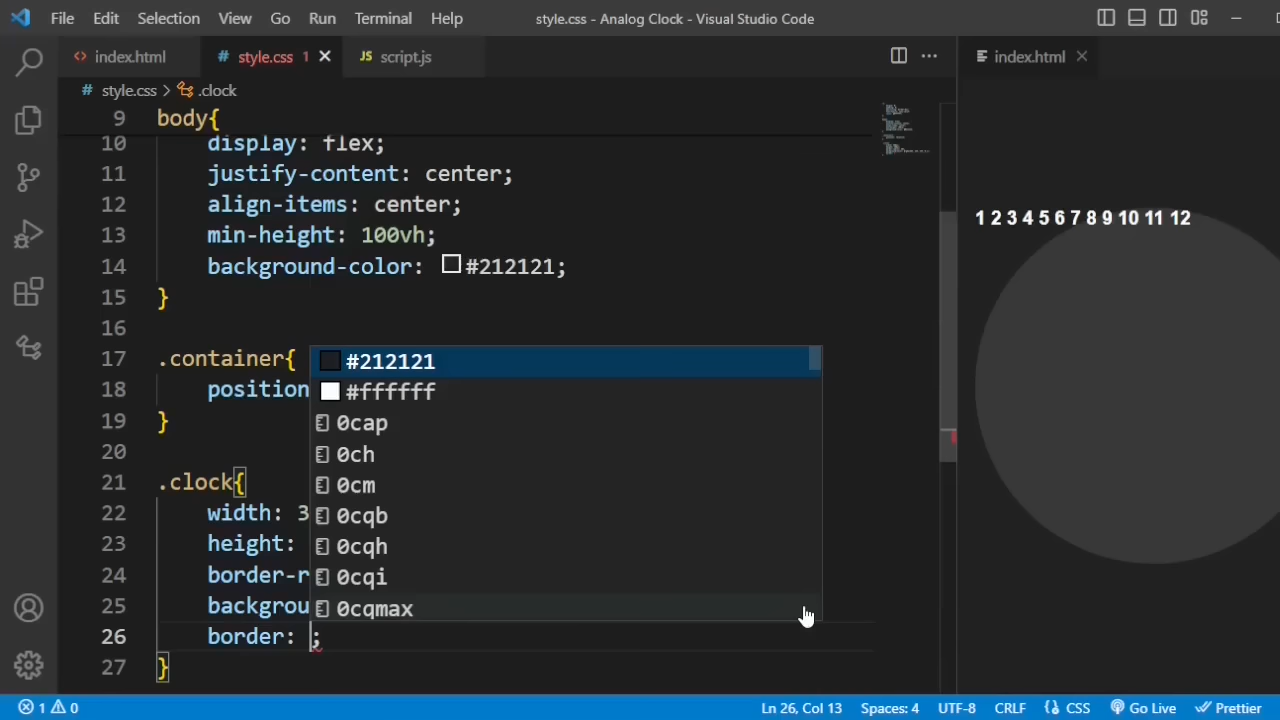 File Edit Selection View Go Run Terminal Help style.css - Analog Clock - Visual Studio Code
index.html # style.css 1 JS script.js index.html
# style.css .clock
9 body{
10 display: flex;
11 justify-content: center;
12 align-items: center;
13 min-height: 100vh;
14 background-color: #212121;
15 }
16
17 .container{
18 position
19 }
20
21 .clock{
22 width: 3
23 height:
24 border-r
25 backgrou
26 border: ;
27 }
#212121
#ffffff
0cap
0ch
0cm
0cqb
0cqh
0cqi
0cqmax
1 2 3 4 5 6 7 8 9 10 11 12
1 0 Ln 26, Col 13 Spaces: 4 UTF-8 CRLF CSS Go Live Prettier